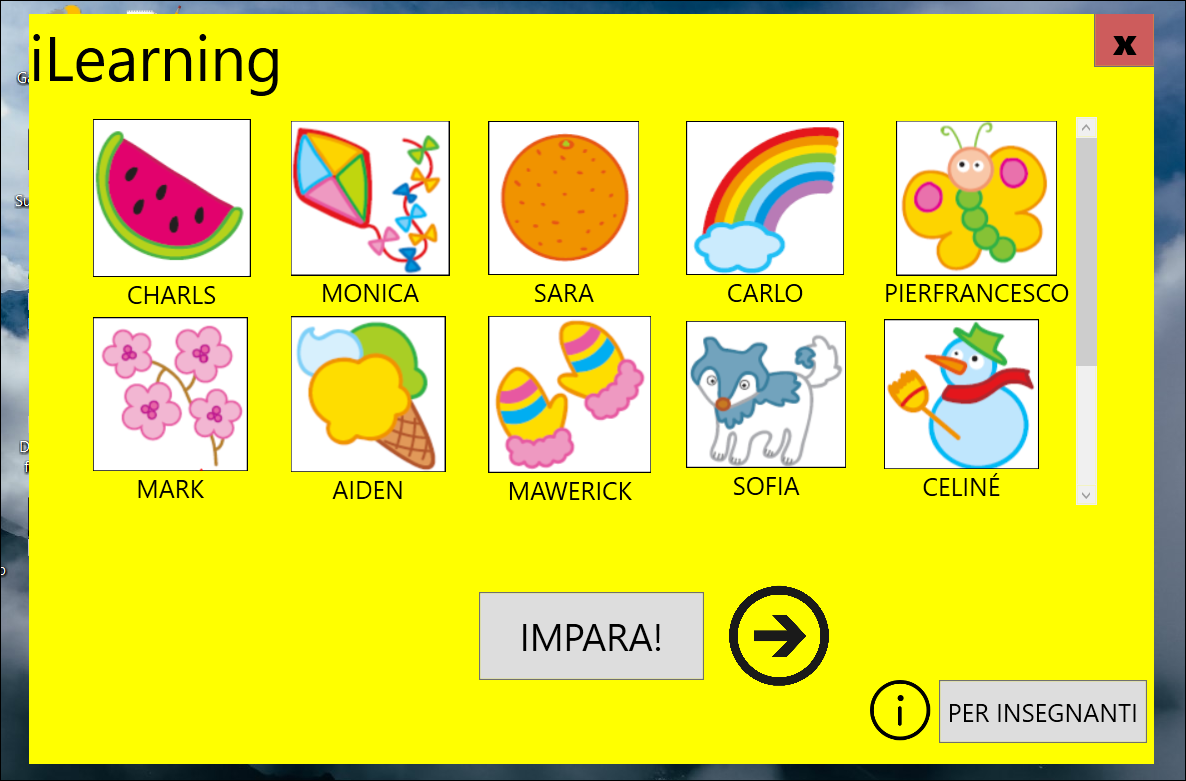 iLearning
x
CHARLS
MONICA
SARA
CARLO
PIERFRANCESCO
MARK
AIDEN
MAWERICK
SOFIA
CELINÉ
IMPARA!
i
PER INSEGNANTI